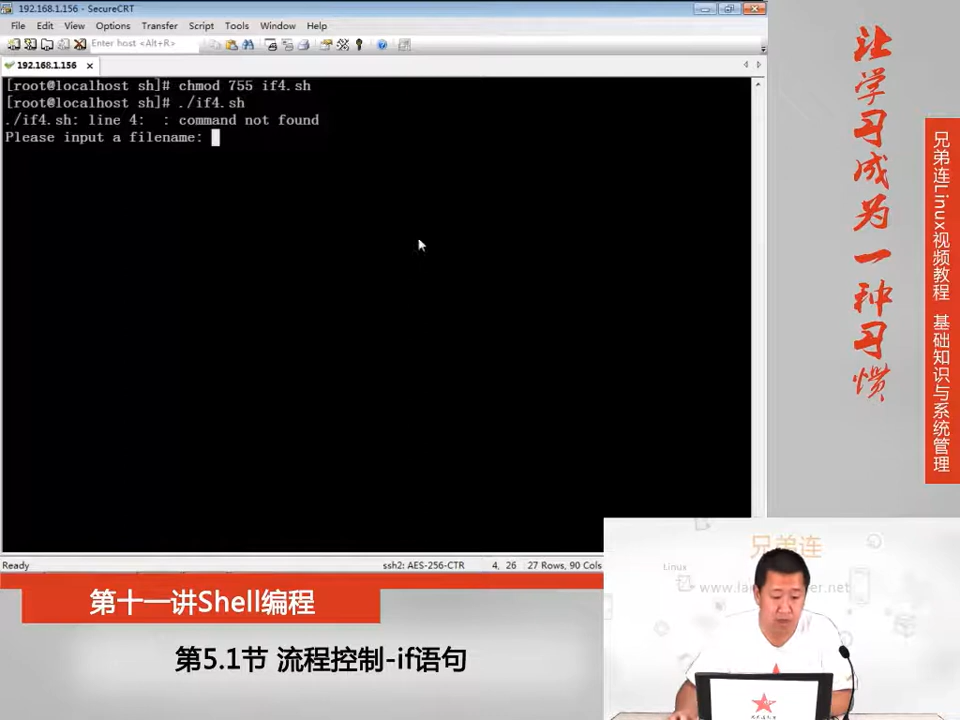 192.168.1.156 - SecureCRT
File Edit View Options Transfer Script Tools Window Help
Enter host <Alt+R>
192.168.1.156
[root@localhost sh]# chmod 755 if4.sh
[root@localhost sh]# ./if4.sh
./if4.sh: line 4:  : command not found
Please input a filename:
Ready
ssh2: AES-256-CTR
4, 26
27 Rows, 90 Cols
让学习成为一种习惯
兄弟连Linux视频教程 基础知识与系统管理
兄弟连
Linux
第十一讲Shell编程
第5.1节 流程控制-if语句